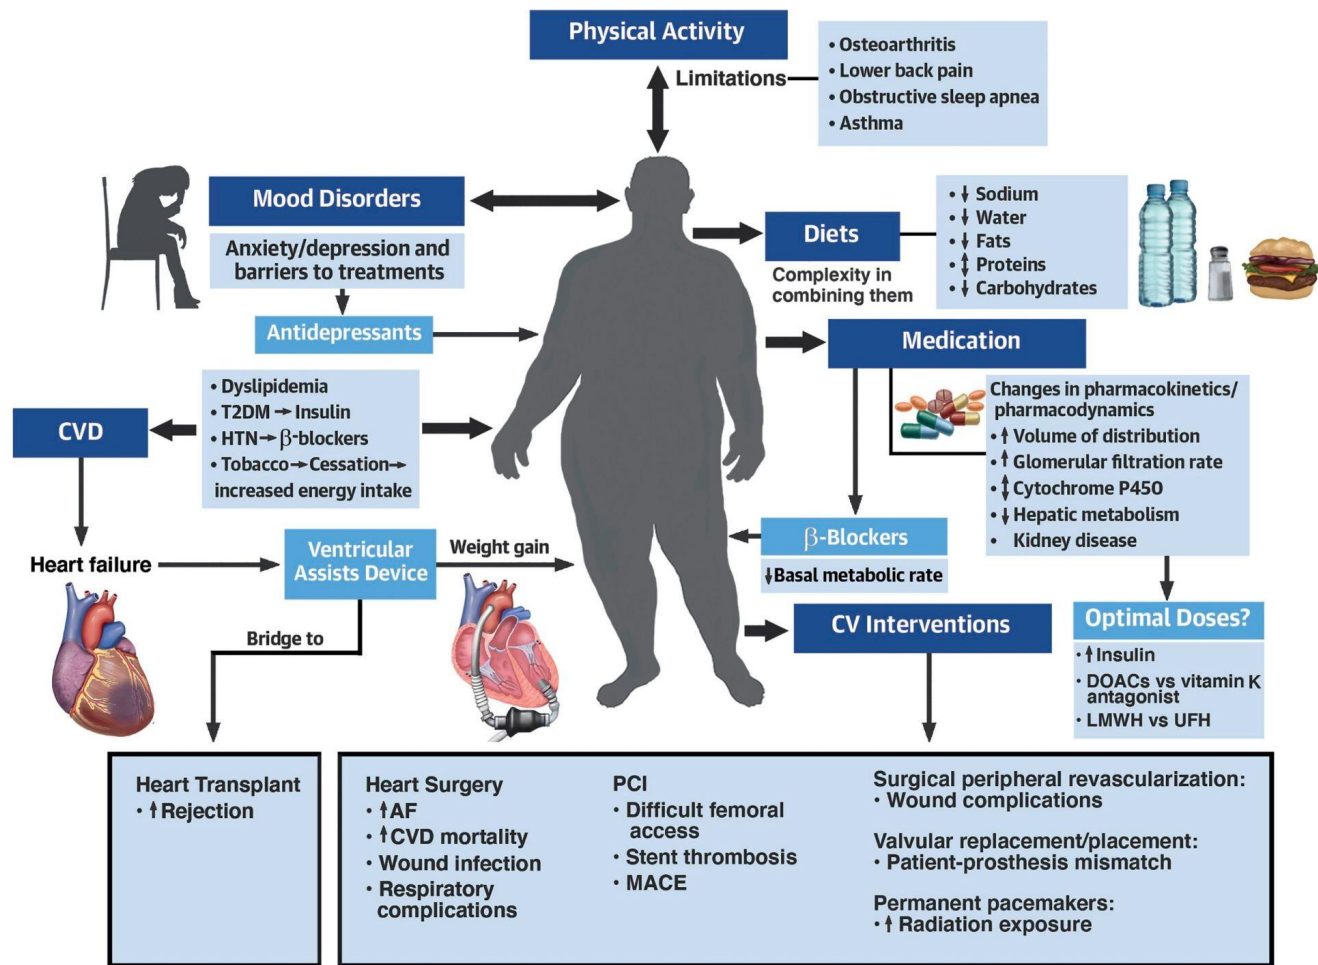 Physical Activity
Limitations
• Osteoarthritis
• Lower back pain
• Obstructive sleep apnea
• Asthma
Mood Disorders
Anxiety/depression and
barriers to treatments
Antidepressants
Diets
Complexity in
combining them
• ↓ Sodium
• ↓ Water
• ↓ Fats
• ↕ Proteins
• ↓ Carbohydrates
Medication
Changes in pharmacokinetics/
pharmacodynamics
• ↑ Volume of distribution
• ↑ Glomerular filtration rate
• ↕ Cytochrome P450
• ↓ Hepatic metabolism
• Kidney disease
CVD
• Dyslipidemia
• T2DM → Insulin
• HTN → β-blockers
• Tobacco → Cessation →
increased energy intake
β-Blockers
↓ Basal metabolic rate
Heart failure
Ventricular
Assists Device
Weight gain
Bridge to
CV Interventions
Optimal Doses?
• ↑ Insulin
• DOACs vs vitamin K
antagonist
• LMWH vs UFH
Heart Transplant
• ↑ Rejection
Heart Surgery
• ↑ AF
• ↑ CVD mortality
• Wound infection
• Respiratory
complications
PCI
• Difficult femoral
access
• Stent thrombosis
• MACE
Surgical peripheral revascularization:
• Wound complications
Valvular replacement/placement:
• Patient-prosthesis mismatch
Permanent pacemakers:
• ↑ Radiation exposure